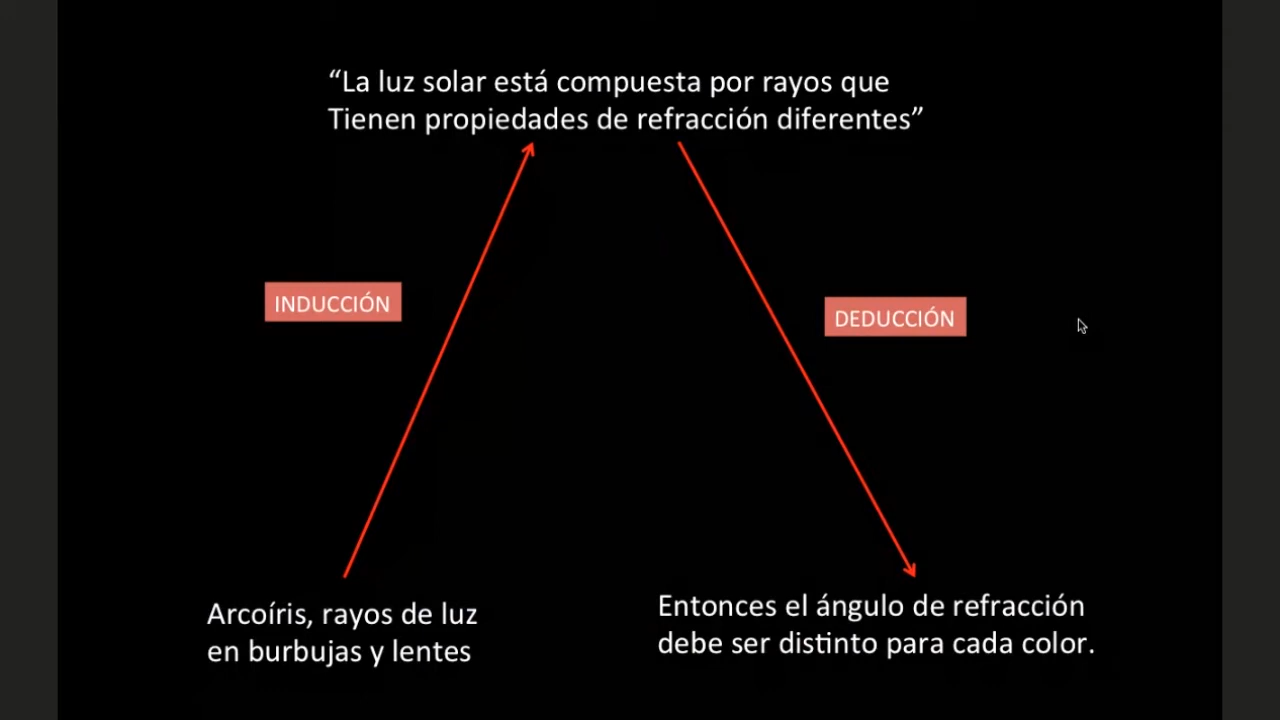 “La luz solar está compuesta por rayos que
Tienen propiedades de refracción diferentes”
INDUCCIÓN
DEDUCCIÓN
Arcoíris, rayos de luz
en burbujas y lentes
Entonces el ángulo de refracción
debe ser distinto para cada color.